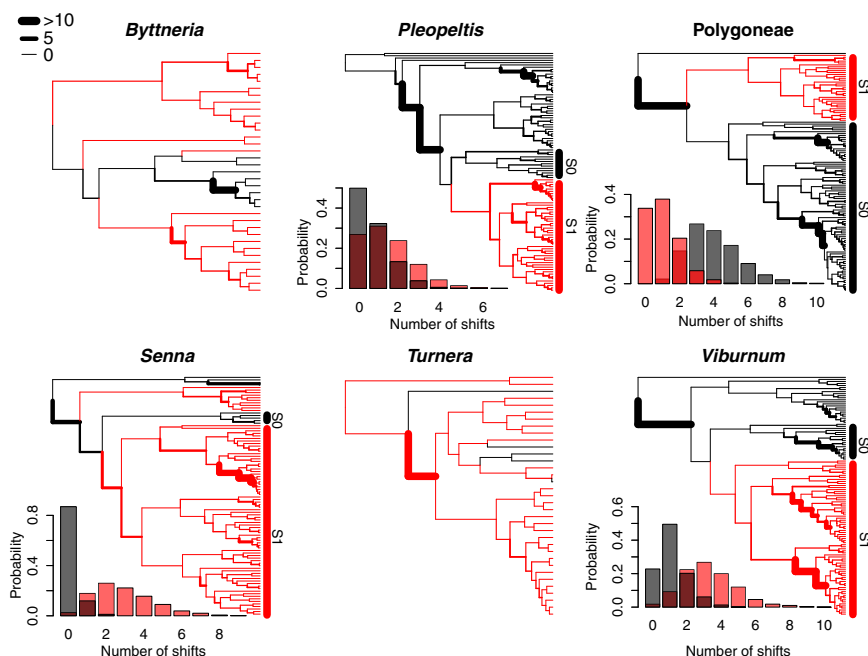 >10
5
0
Byttneria
Pleopeltis
S0
S1
Probability
0.4
0.2
0.0
0 2 4 6
Number of shifts
Polygoneae
S1
S0
Probability
0.4
0.2
0.0
0 2 4 6 8 10
Number of shifts
Senna
S0
S1
Probability
0.8
0.4
0.0
0 2 4 6 8
Number of shifts
Turnera
Viburnum
S0
S1
Probability
0.6
0.4
0.2
0.0
0 2 4 6 8 10
Number of shifts